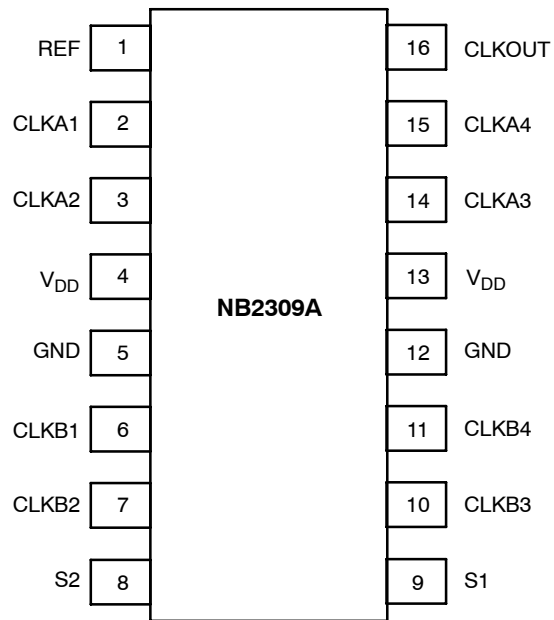 REF 1 16 CLKOUT
CLKA1 2 15 CLKA4
CLKA2 3 14 CLKA3
VDD 4 13 VDD
NB2309A
GND 5 12 GND
CLKB1 6 11 CLKB4
CLKB2 7 10 CLKB3
S2 8 9 S1